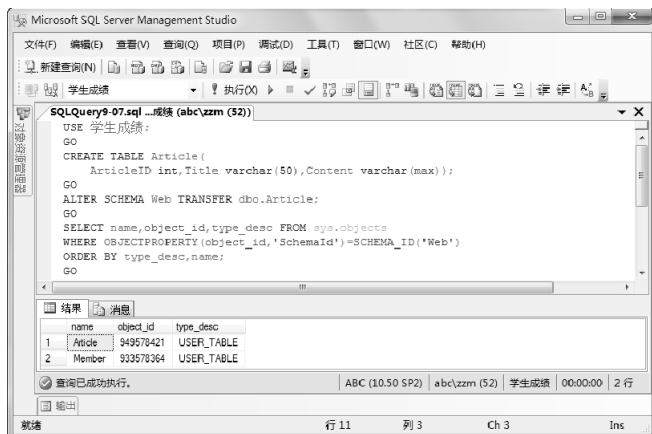 Microsoft SQL Server Management Studio
文件(F) 编辑(E) 查看(V) 查询(Q) 项目(P) 调试(D) 工具(T) 窗口(W) 社区(C) 帮助(H)
新建查询(N)
学生成绩 执行(X)
对象资源管理器
SQLQuery9-07.sql ...成绩 (abc\zzm (52))
USE 学生成绩;
GO
CREATE TABLE Article(
ArticleID int,Title varchar(50),Content varchar(max));
GO
ALTER SCHEMA Web TRANSFER dbo.Article;
GO
SELECT name,object_id,type_desc FROM sys.objects
WHERE OBJECTPROPERTY(object_id,'SchemaId')=SCHEMA_ID('Web')
ORDER BY type_desc,name;
GO
结果 消息
name object_id type_desc
1 Article 949578421 USER_TABLE
2 Member 933578364 USER_TABLE
查询已成功执行。 ABC (10.50 SP2) abc\zzm (52) 学生成绩 00:00:00 2 行
输出
就绪 行 11 列 3 Ch 3 Ins